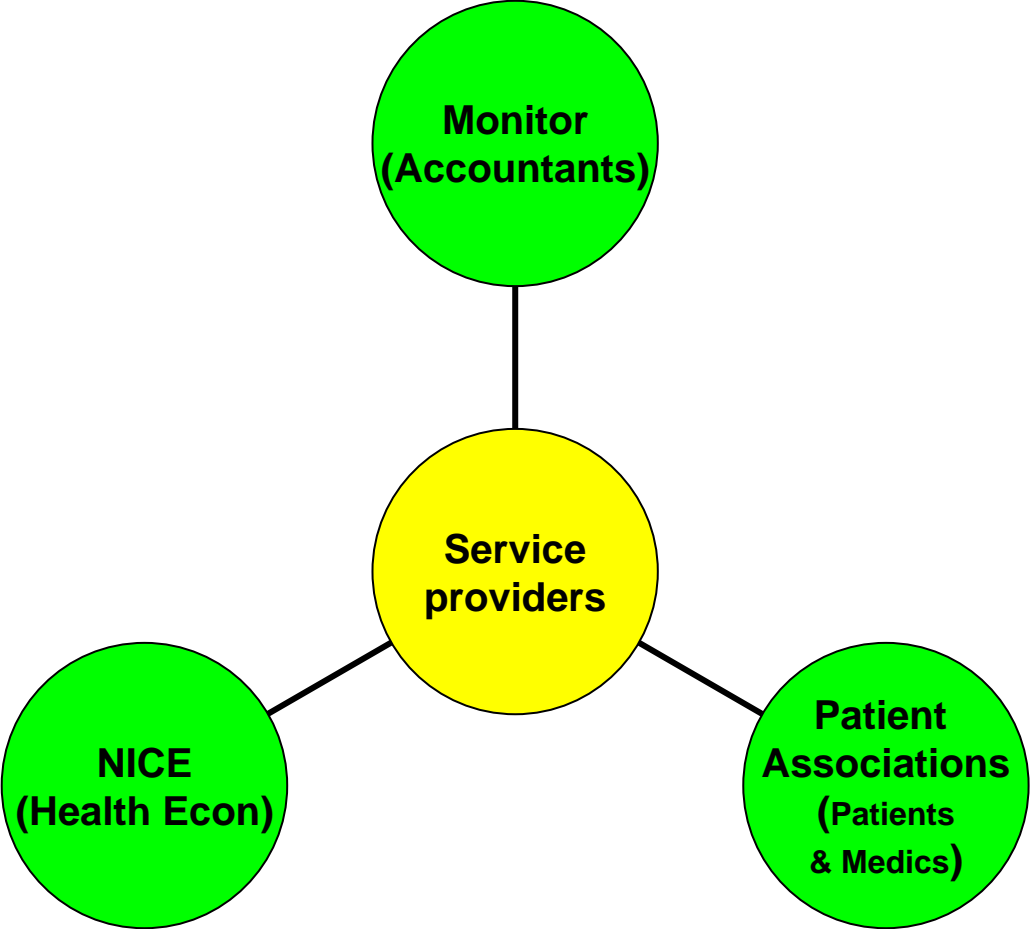 Monitor
(Accountants)
Service
providers
NICE
(Health Econ)
Patient
Associations
(Patients
& Medics)